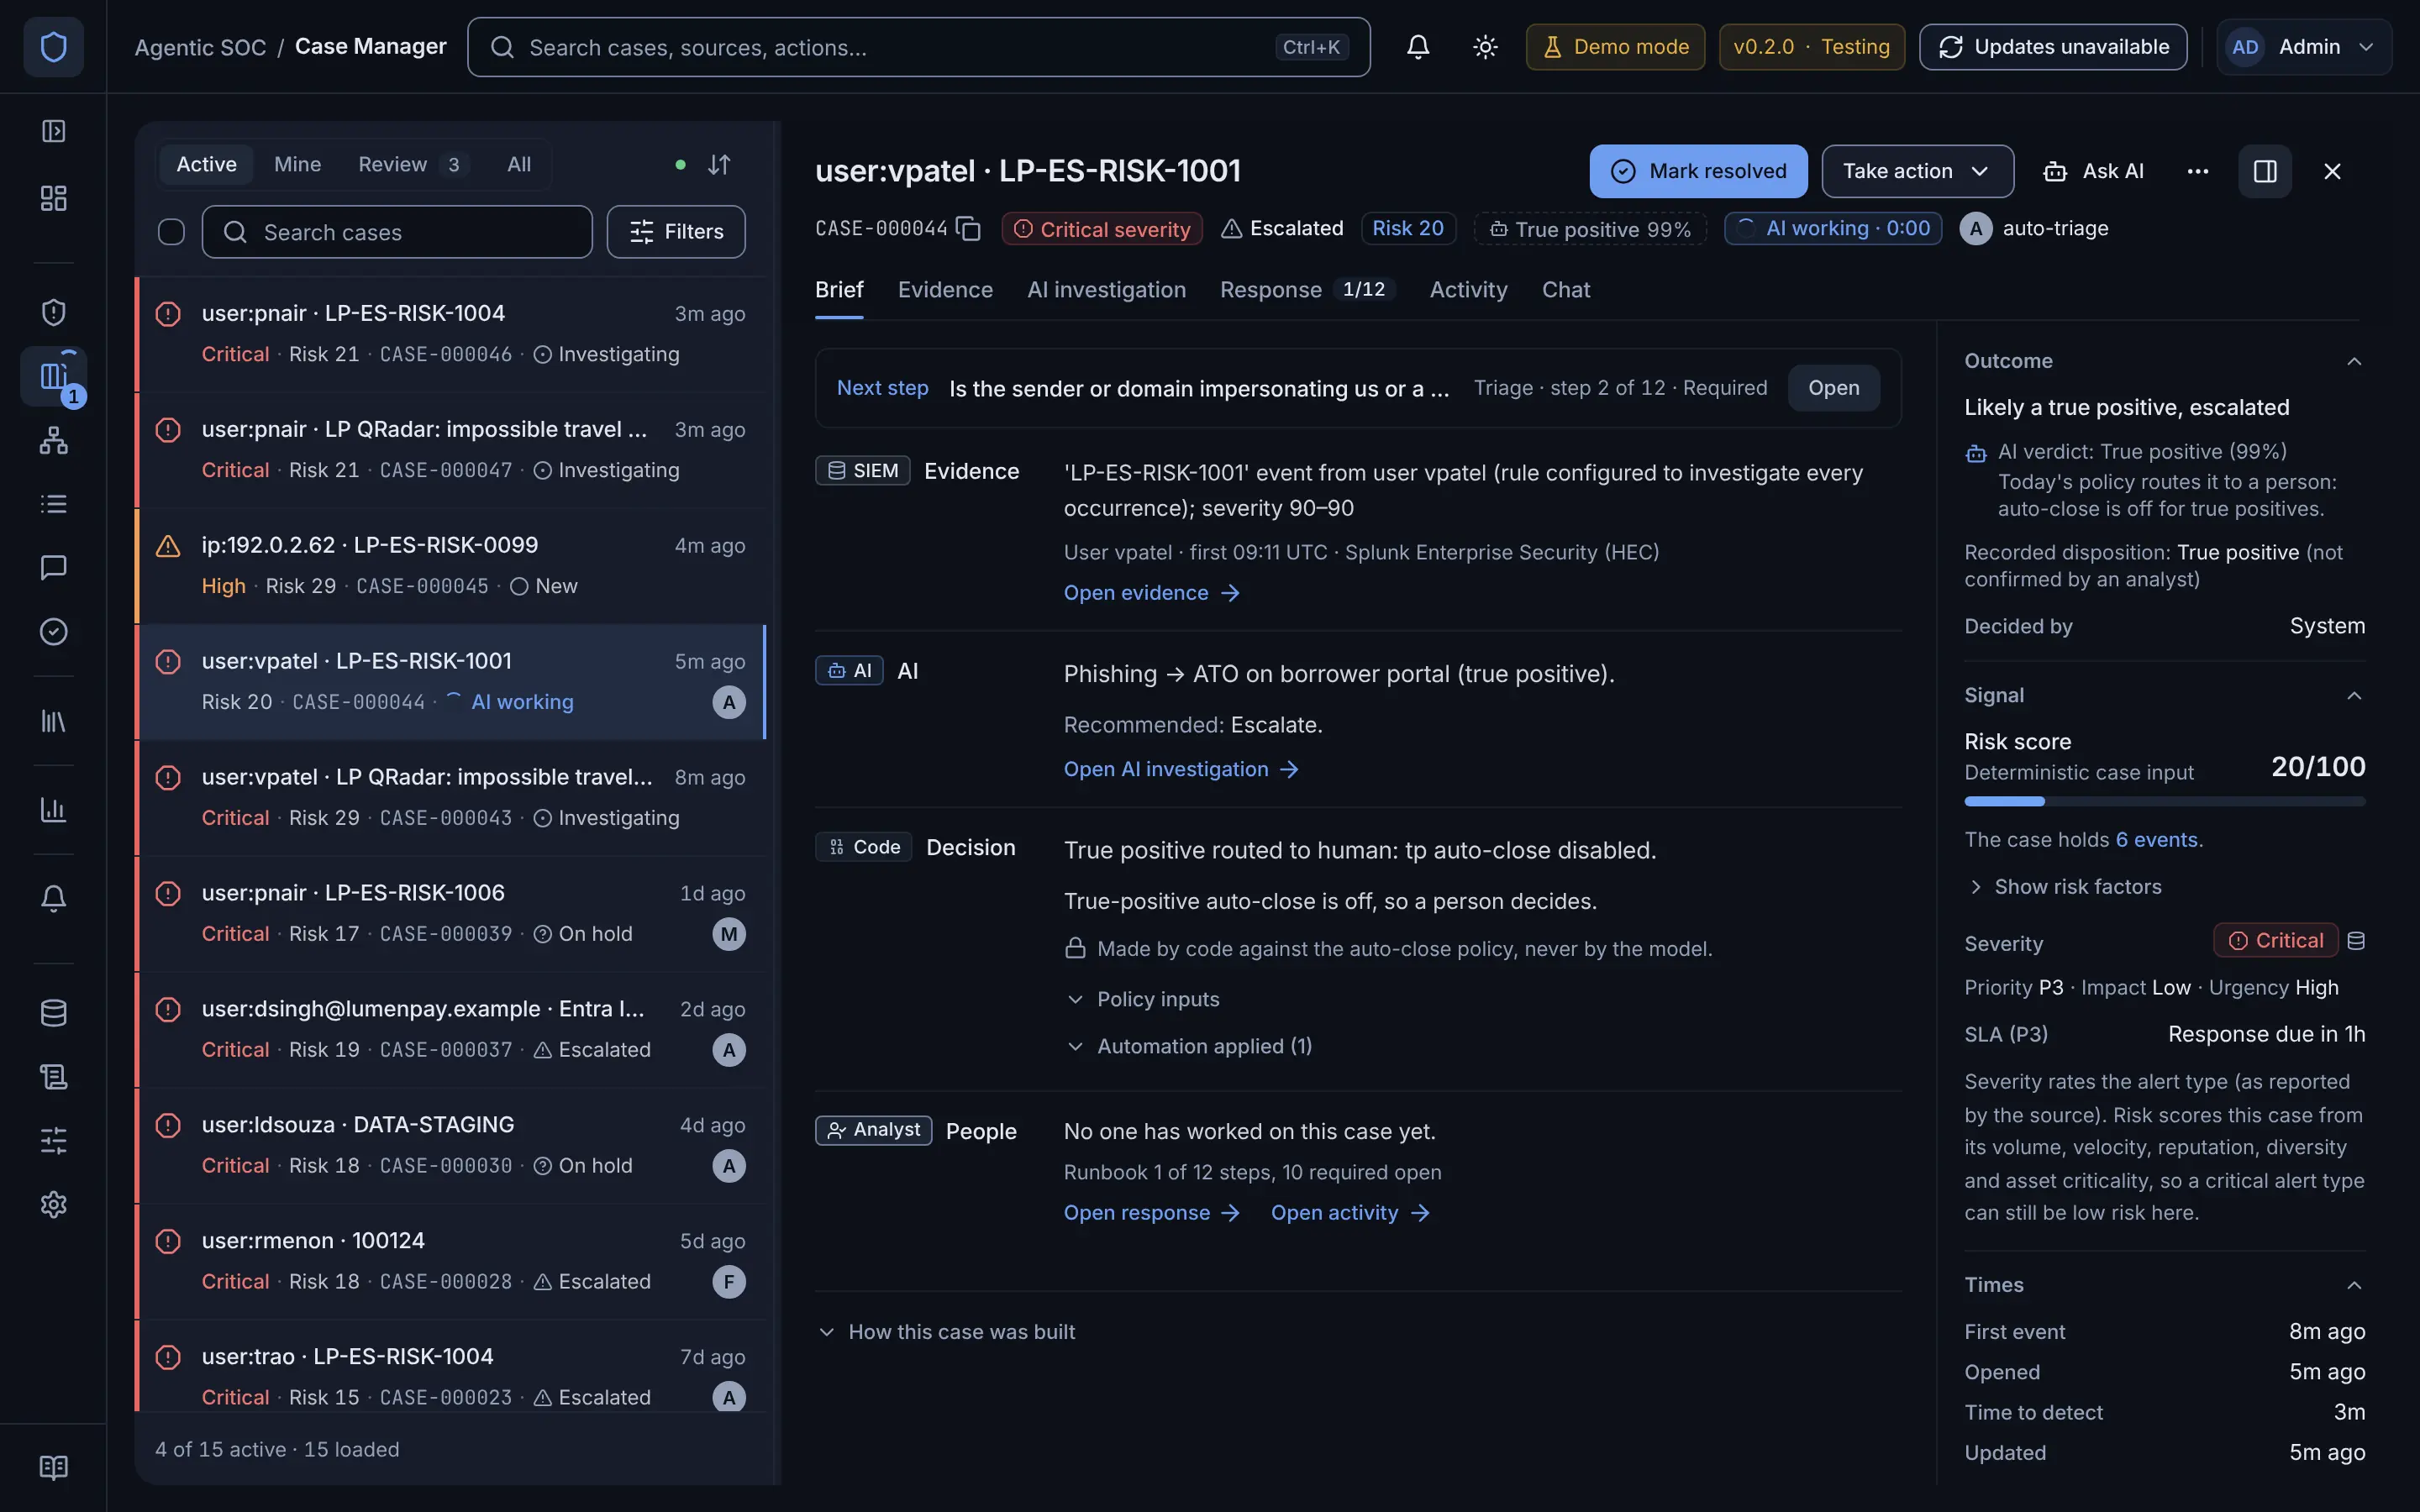 Agentic SOC / Case Manager
Search cases, sources, actions...
Ctrl+K
Demo mode
v0.2.0 · Testing
Updates unavailable
AD Admin
1
Active Mine Review 3 All
Search cases
Filters
user:pnair · LP-ES-RISK-1004 3m ago
Critical · Risk 21 · CASE-000046 · Investigating
user:pnair · LP QRadar: impossible travel ... 3m ago
Critical · Risk 21 · CASE-000047 · Investigating
ip:192.0.2.62 · LP-ES-RISK-0099 4m ago
High · Risk 29 · CASE-000045 · New
user:vpatel · LP-ES-RISK-1001 5m ago
Risk 20 · CASE-000044 · AI working A
user:vpatel · LP QRadar: impossible travel... 8m ago
Critical · Risk 29 · CASE-000043 · Investigating
user:pnair · LP-ES-RISK-1006 1d ago
Critical · Risk 17 · CASE-000039 · On hold M
user:dsingh@lumenpay.example · Entra I... 2d ago
Critical · Risk 19 · CASE-000037 · Escalated A
user:ldsouza · DATA-STAGING 4d ago
Critical · Risk 18 · CASE-000030 · On hold A
user:rmenon · 100124 5d ago
Critical · Risk 18 · CASE-000028 · Escalated F
user:trao · LP-ES-RISK-1004 7d ago
Critical · Risk 15 · CASE-000023 · Escalated A
4 of 15 active · 15 loaded
user:vpatel · LP-ES-RISK-1001
Mark resolved
Take action
Ask AI
CASE-000044 Critical severity Escalated Risk 20 True positive 99% AI working · 0:00 A auto-triage
Brief Evidence AI investigation Response 1/12 Activity Chat
Next step Is the sender or domain impersonating us or a ... Triage · step 2 of 12 · Required Open
SIEM Evidence
'LP-ES-RISK-1001' event from user vpatel (rule configured to investigate every
occurrence); severity 90–90
User vpatel · first 09:11 UTC · Splunk Enterprise Security (HEC)
Open evidence →
AI AI
Phishing → ATO on borrower portal (true positive).
Recommended: Escalate.
Open AI investigation →
Code Decision
True positive routed to human: tp auto-close disabled.
True-positive auto-close is off, so a person decides.
Made by code against the auto-close policy, never by the model.
Policy inputs
Automation applied (1)
Analyst People
No one has worked on this case yet.
Runbook 1 of 12 steps, 10 required open
Open response → Open activity →
How this case was built
Outcome
Likely a true positive, escalated
AI verdict: True positive (99%)
Today's policy routes it to a person:
auto-close is off for true positives.
Recorded disposition: True positive (not
confirmed by an analyst)
Decided by System
Signal
Risk score
Deterministic case input 20/100
The case holds 6 events.
Show risk factors
Severity Critical
Priority P3 · Impact Low · Urgency High
SLA (P3) Response due in 1h
Severity rates the alert type (as reported
by the source). Risk scores this case from
its volume, velocity, reputation, diversity
and asset criticality, so a critical alert type
can still be low risk here.
Times
First event 8m ago
Opened 5m ago
Time to detect 3m
Updated 5m ago